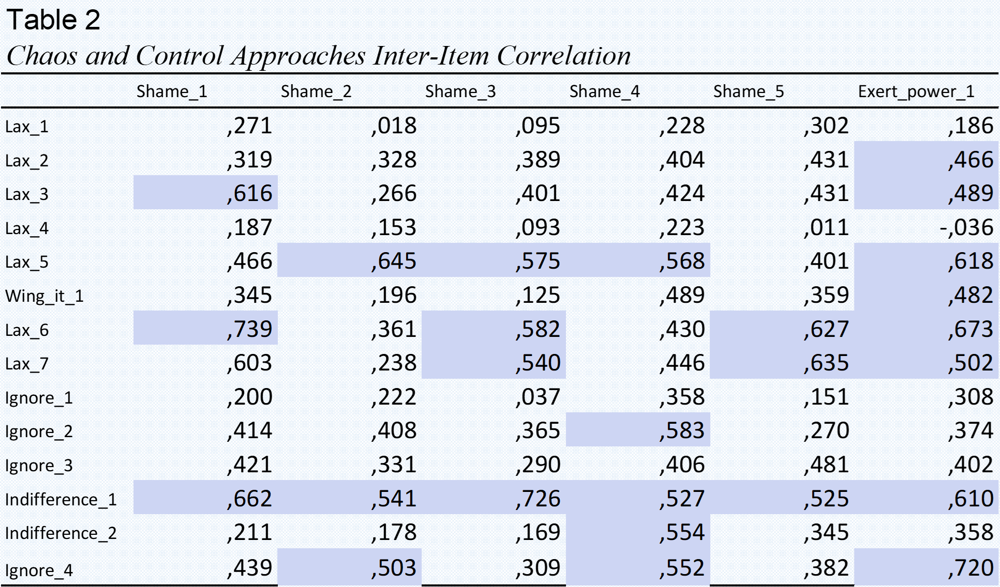 Table 2
Chaos and Control Approaches Inter-Item Correlation
Shame_1 Shame_2 Shame_3 Shame_4 Shame_5 Exert_power_1
Lax_1 ,271 ,018 ,095 ,228 ,302 ,186
Lax_2 ,319 ,328 ,389 ,404 ,431 ,466
Lax_3 ,616 ,266 ,401 ,424 ,431 ,489
Lax_4 ,187 ,153 ,093 ,223 ,011 -,036
Lax_5 ,466 ,645 ,575 ,568 ,401 ,618
Wing_it_1 ,345 ,196 ,125 ,489 ,359 ,482
Lax_6 ,739 ,361 ,582 ,430 ,627 ,673
Lax_7 ,603 ,238 ,540 ,446 ,635 ,502
Ignore_1 ,200 ,222 ,037 ,358 ,151 ,308
Ignore_2 ,414 ,408 ,365 ,583 ,270 ,374
Ignore_3 ,421 ,331 ,290 ,406 ,481 ,402
Indifference_1 ,662 ,541 ,726 ,527 ,525 ,610
Indifference_2 ,211 ,178 ,169 ,554 ,345 ,358
Ignore_4 ,439 ,503 ,309 ,552 ,382 ,720